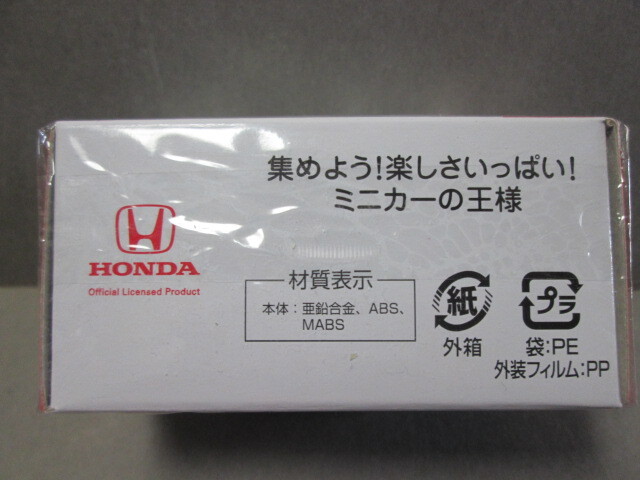 集めよう!楽しさいっぱい!
ミニカーの王様
HONDA
Official Licensed Product
材質表示
本体:亜鉛合金、ABS、
MABS
紙
外箱
プラ
袋:PE
外装フィルム:PP